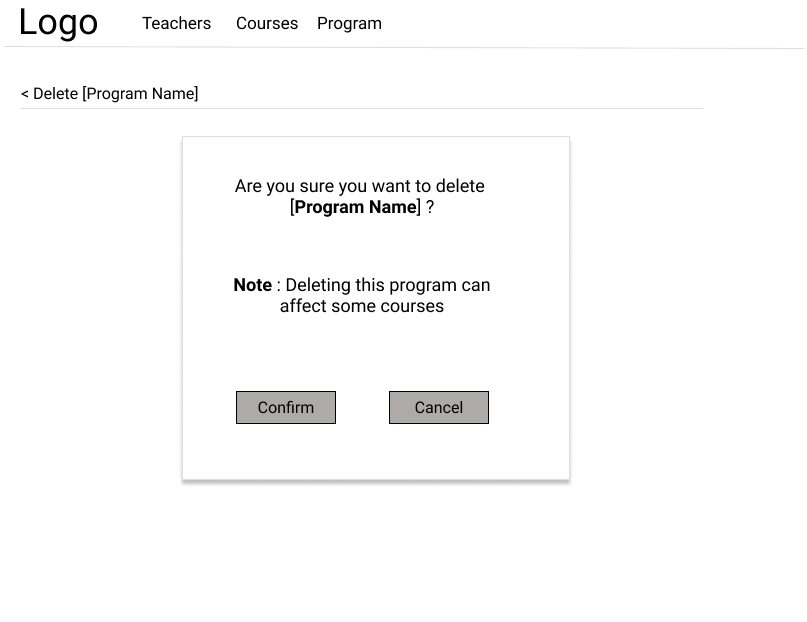 Logo Teachers Courses Program
< Delete [Program Name]
Are you sure you want to delete
[Program Name] ?
Note : Deleting this program can
affect some courses
Confirm Cancel